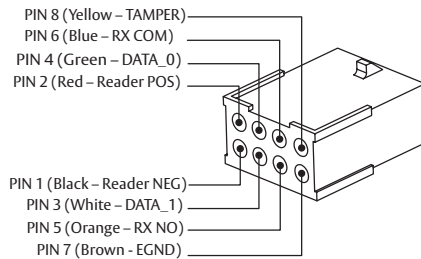 PIN 8 (Yellow – TAMPER)
PIN 6 (Blue – RX COM)
PIN 4 (Green – DATA_0)
PIN 2 (Red – Reader POS)
PIN 1 (Black – Reader NEG)
PIN 3 (White – DATA_1)
PIN 5 (Orange – RX NO)
PIN 7 (Brown - EGND)